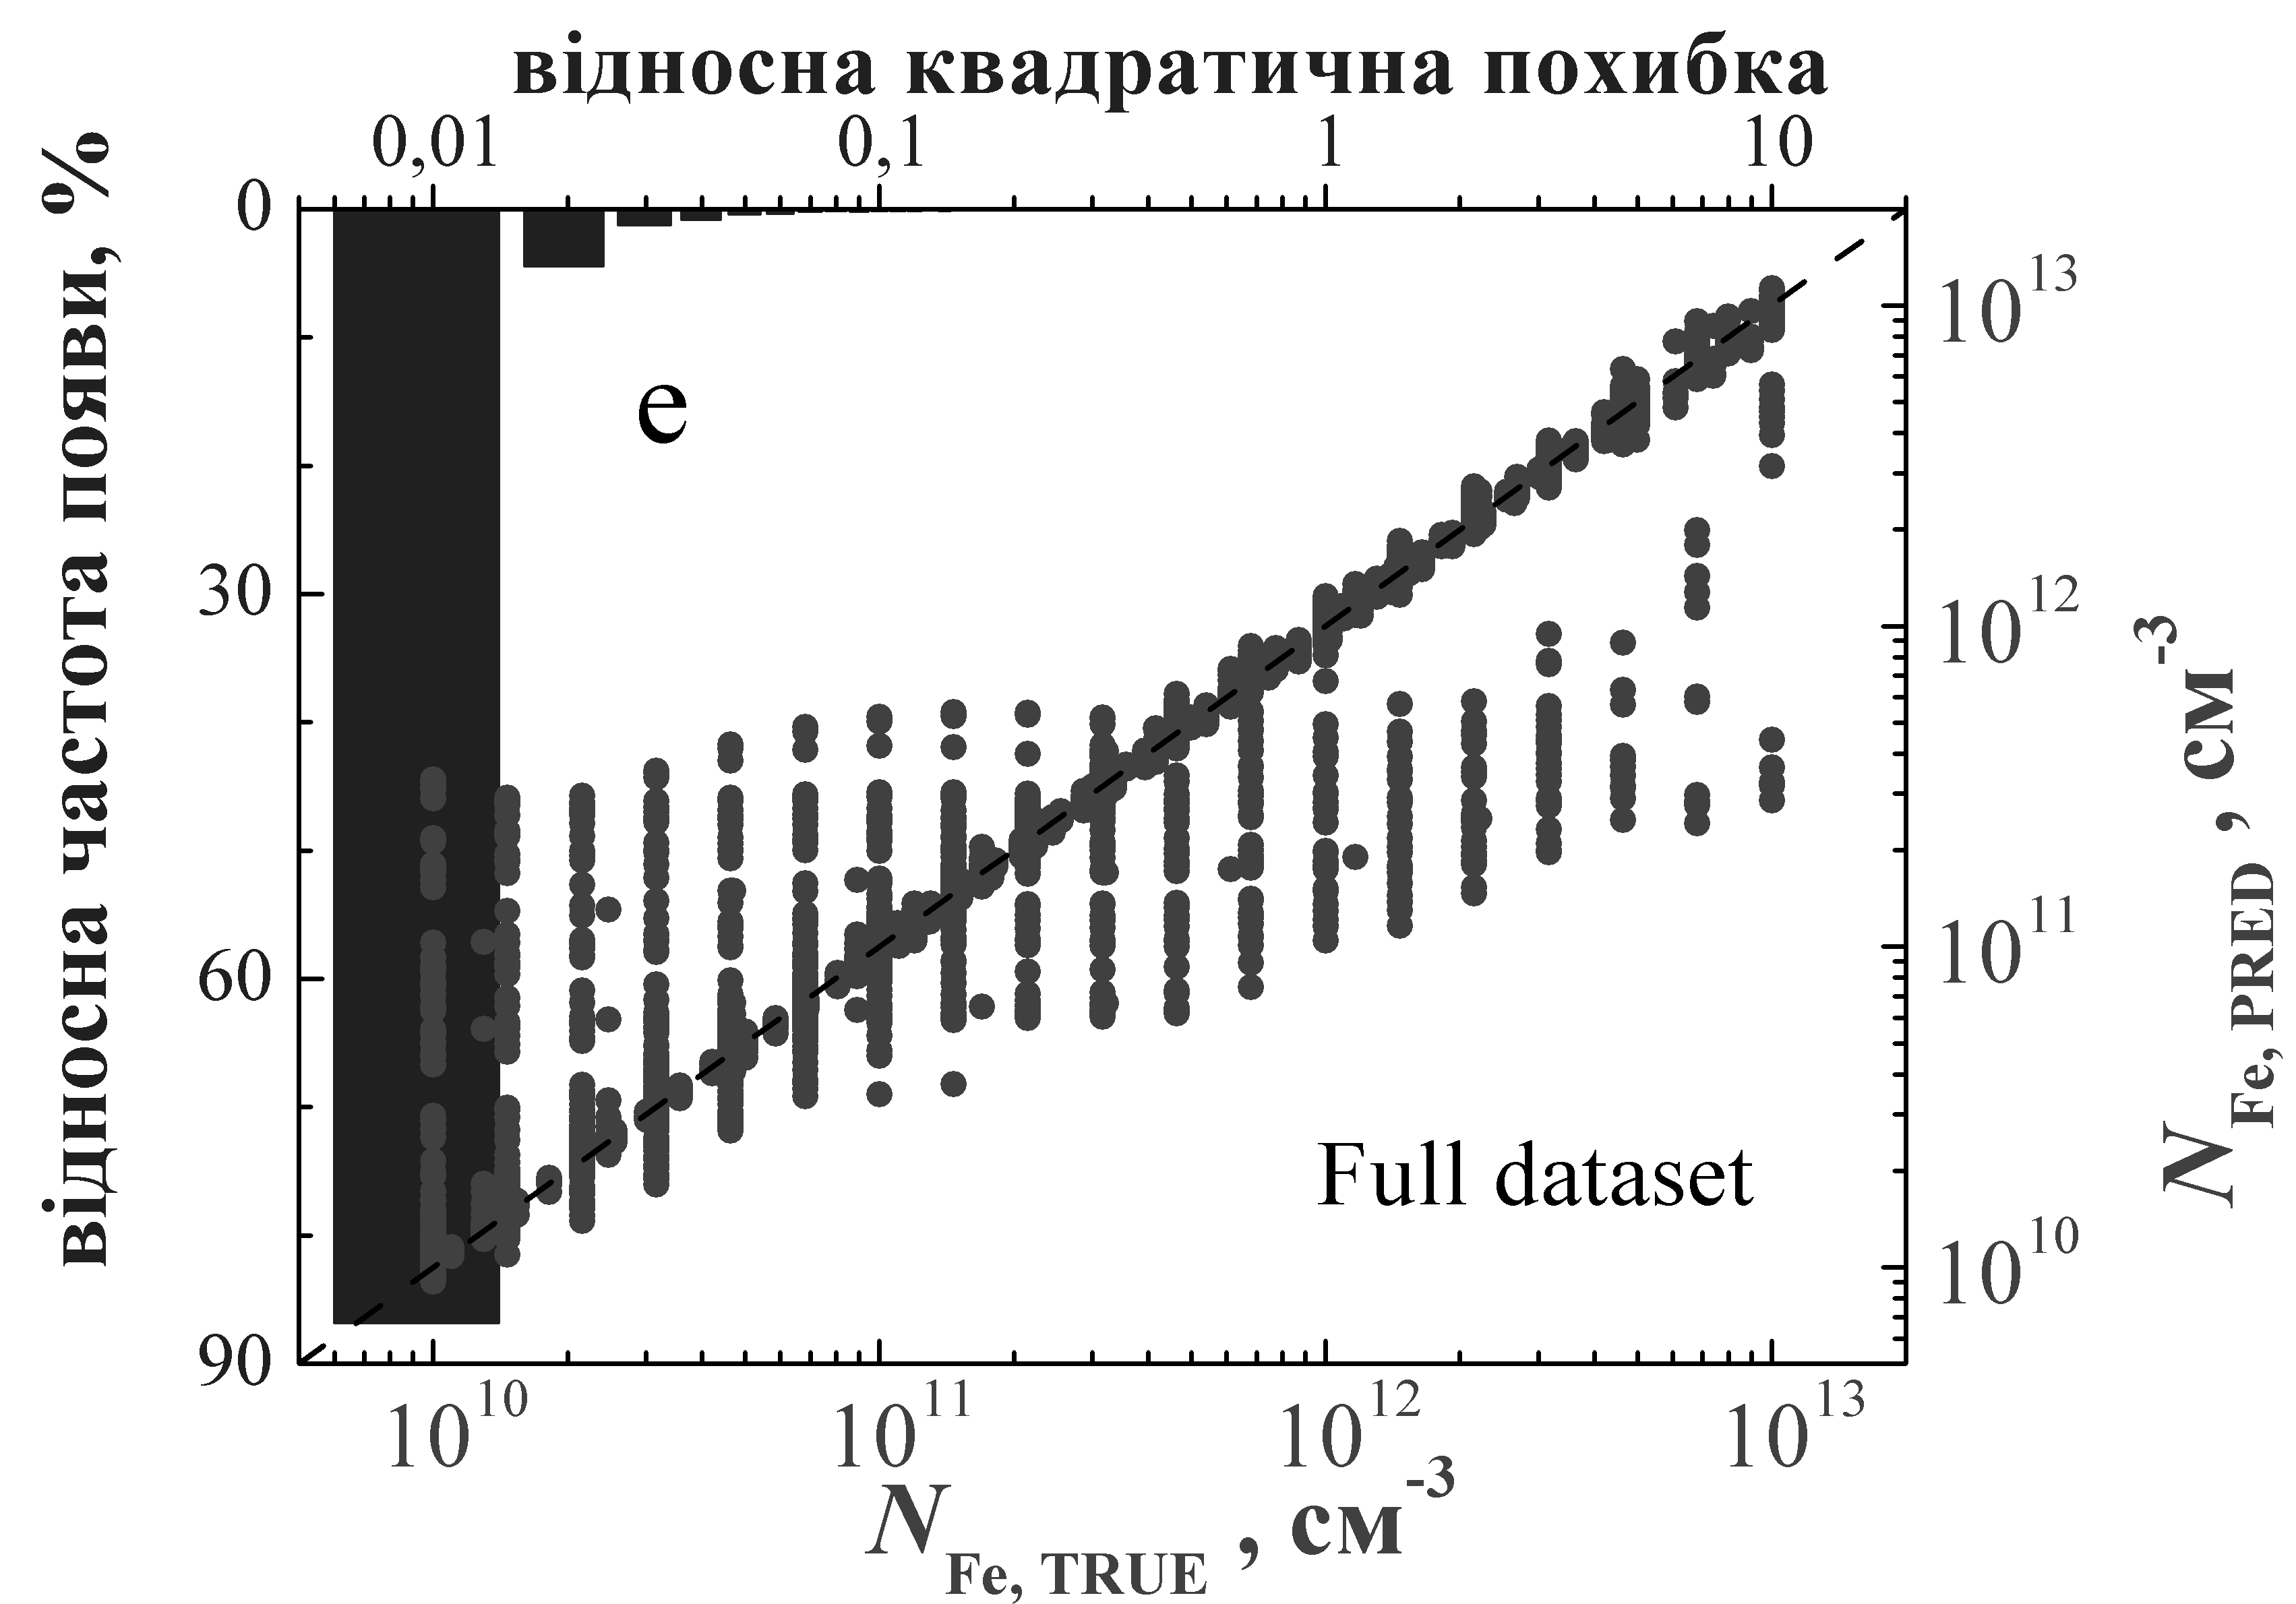 відносна квадратична похибка
0,01 0,1 1 10
відносна частота появи, %
0
30
60
90
e
Full dataset
10^13
10^12
10^11
10^10
N_Fe, PRED , см^-3
10^10 10^11 10^12 10^13
N_Fe, TRUE , см^-3